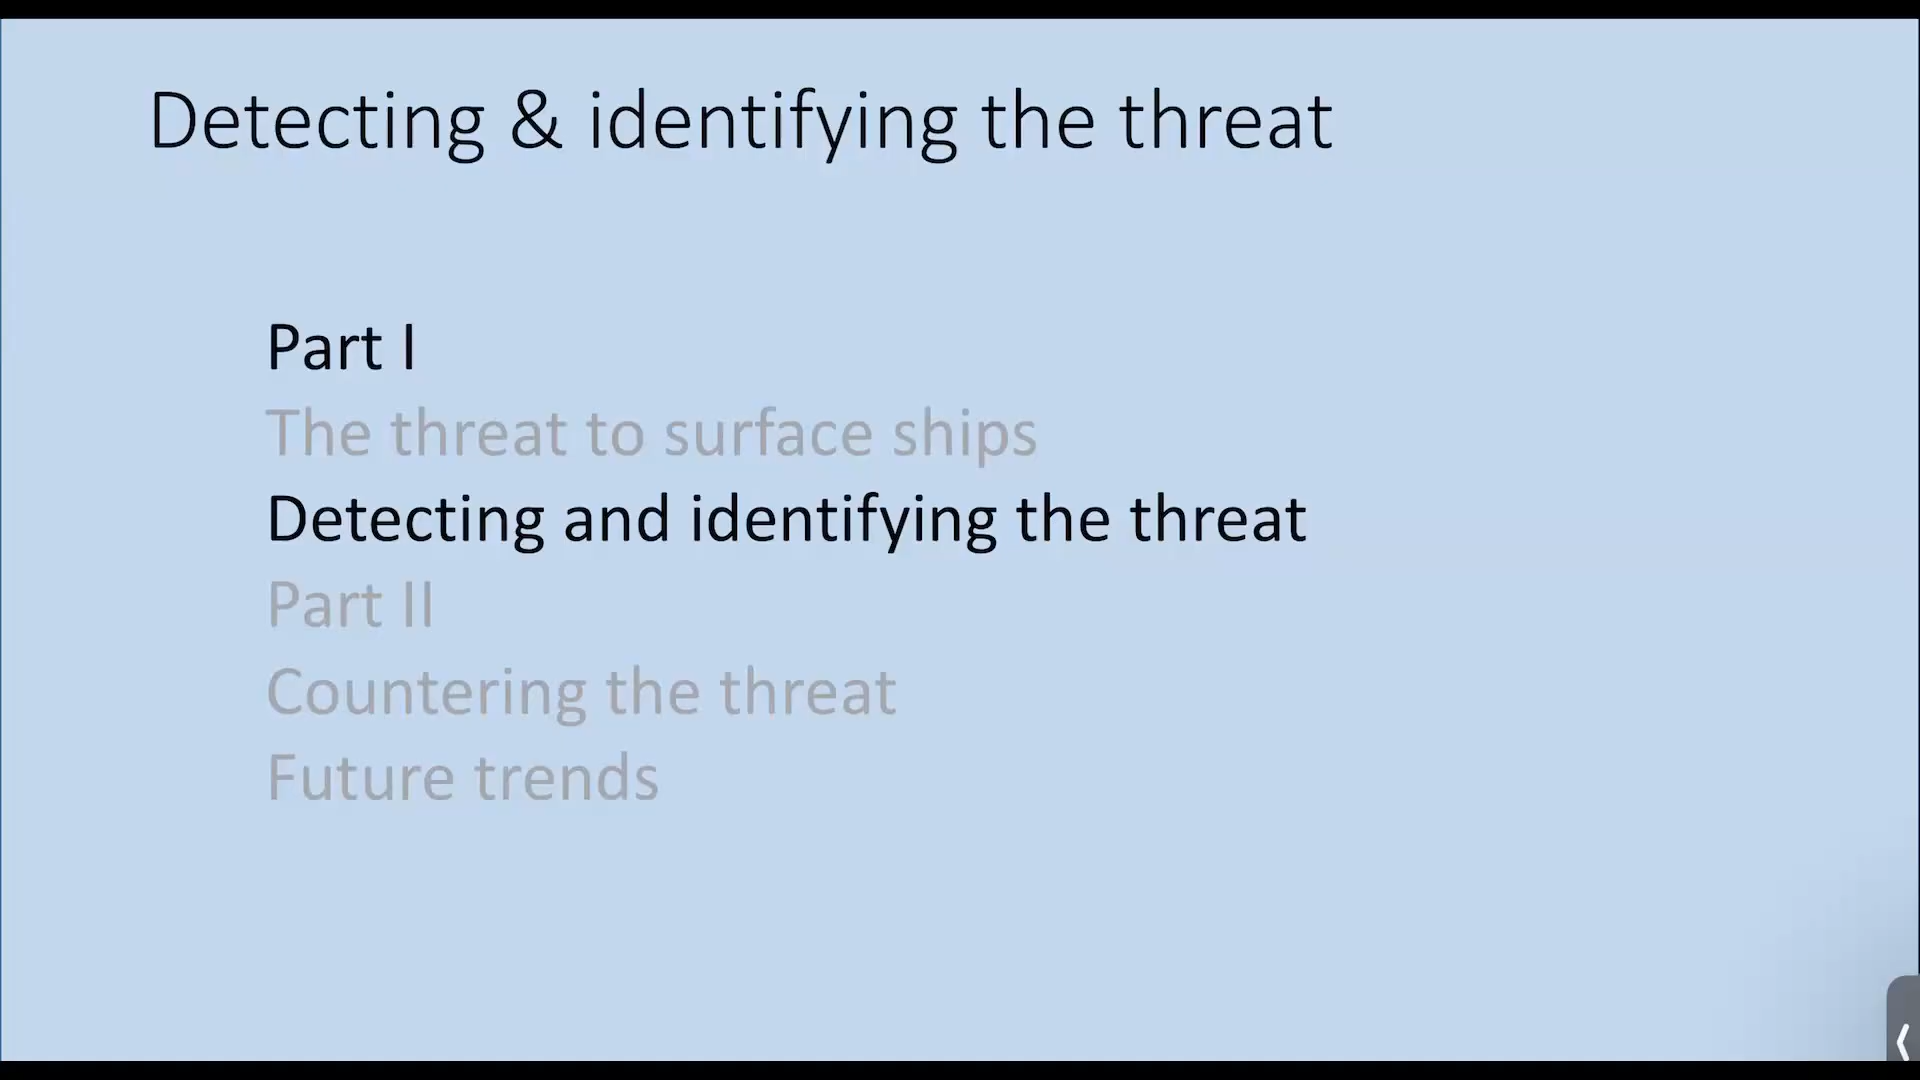 Detecting & identifying the threat
Part I
The threat to surface ships
Detecting and identifying the threat
Part II
Countering the threat
Future trends